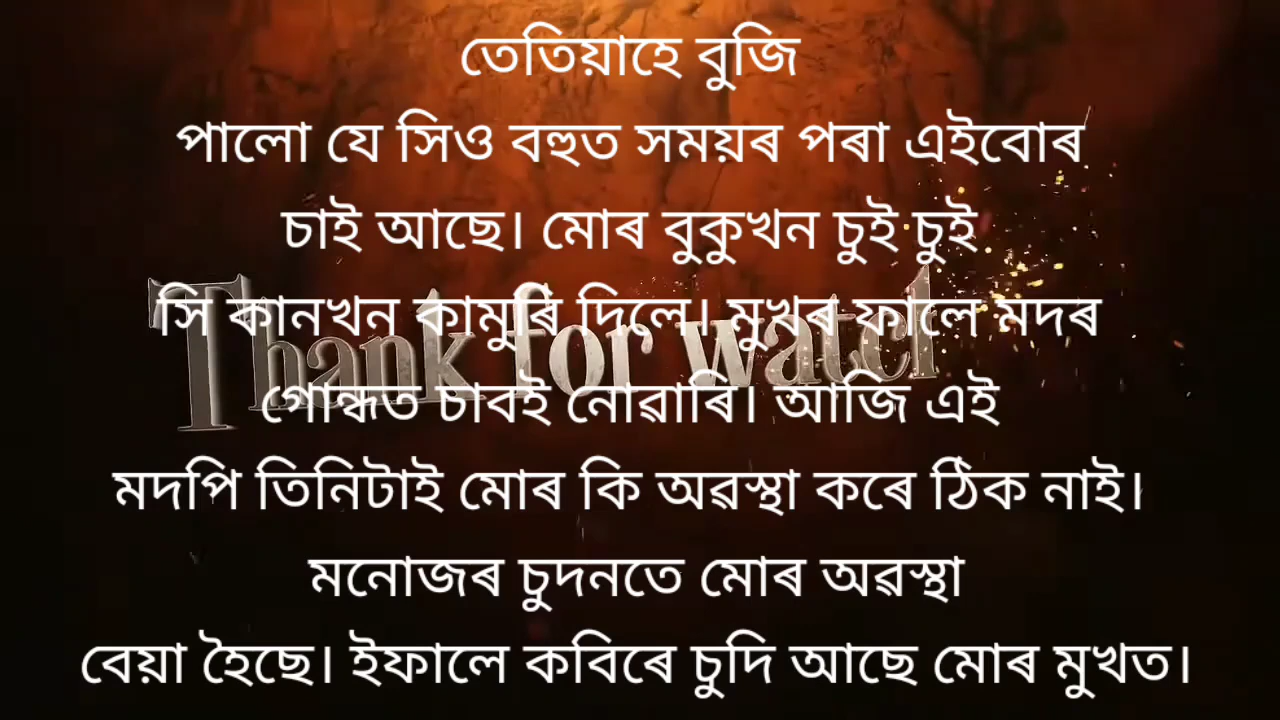 তেতিয়াহে বুজি
পালো যে সিও বহুত সময়ৰ পৰা এইবোৰ
চাই আছে। মোৰ বুকুখন চুই চুই
সি কানখন কামুৰি দিলে। মুখৰ ফালে মদৰ
Thank for watch
গোন্ধত চাবই নোৱাৰি। আজি এই
মদপি তিনিটাই মোৰ কি অৱস্থা কৰে ঠিক নাই।
মনোজৰ চুদনতে মোৰ অৱস্থা
বেয়া হৈছে। ইফালে কবিৰে চুদি আছে মোৰ মুখত।